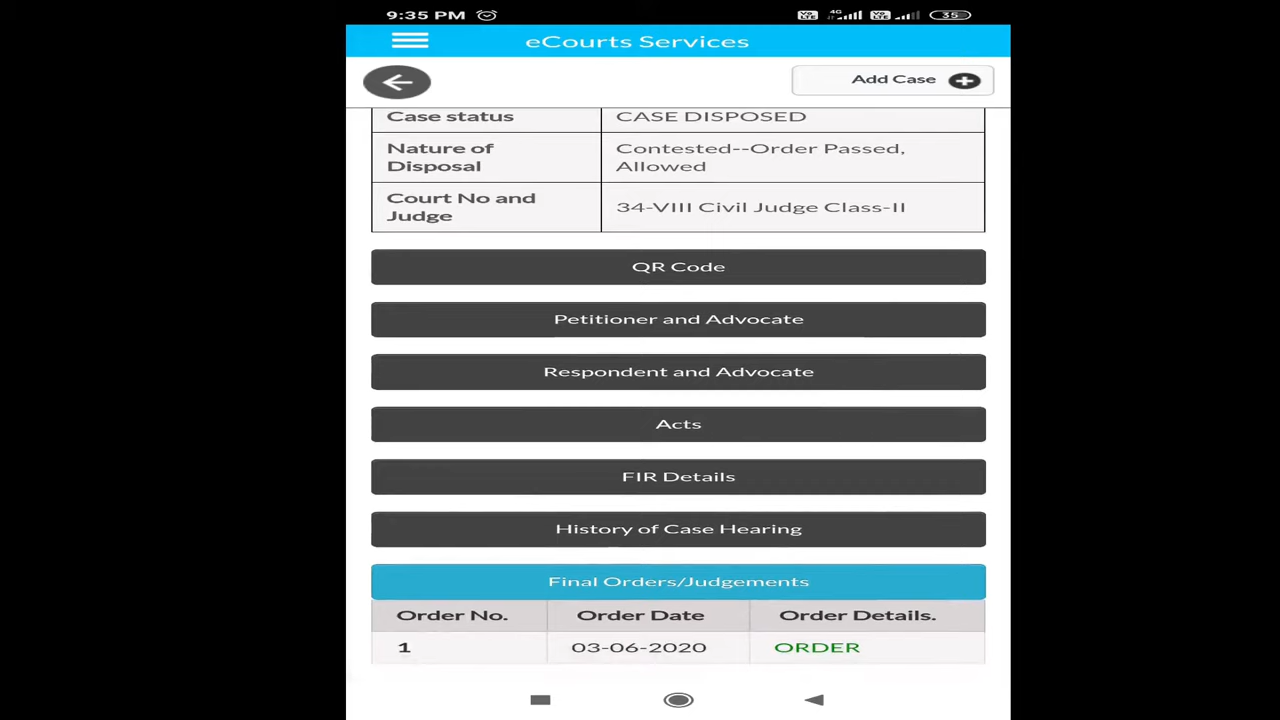 9:35 PM
4G 35
eCourts Services
Add Case
Case status CASE DISPOSED
Nature of Disposal Contested--Order Passed, Allowed
Court No and Judge 34-VIII Civil Judge Class-II
QR Code
Petitioner and Advocate
Respondent and Advocate
Acts
FIR Details
History of Case Hearing
Final Orders/Judgements
Order No. Order Date Order Details.
1 03-06-2020 ORDER